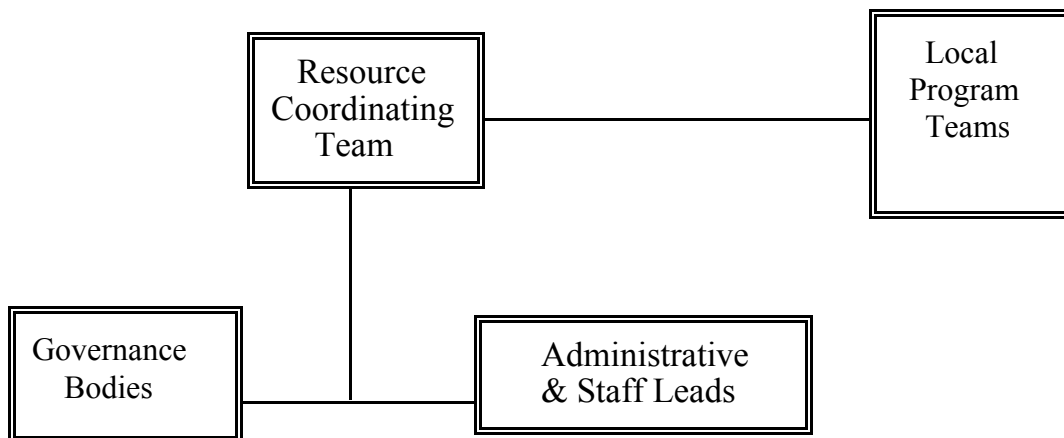 Resource
Coordinating
Team
Local
Program
Teams
Governance
Bodies
Administrative
& Staff Leads